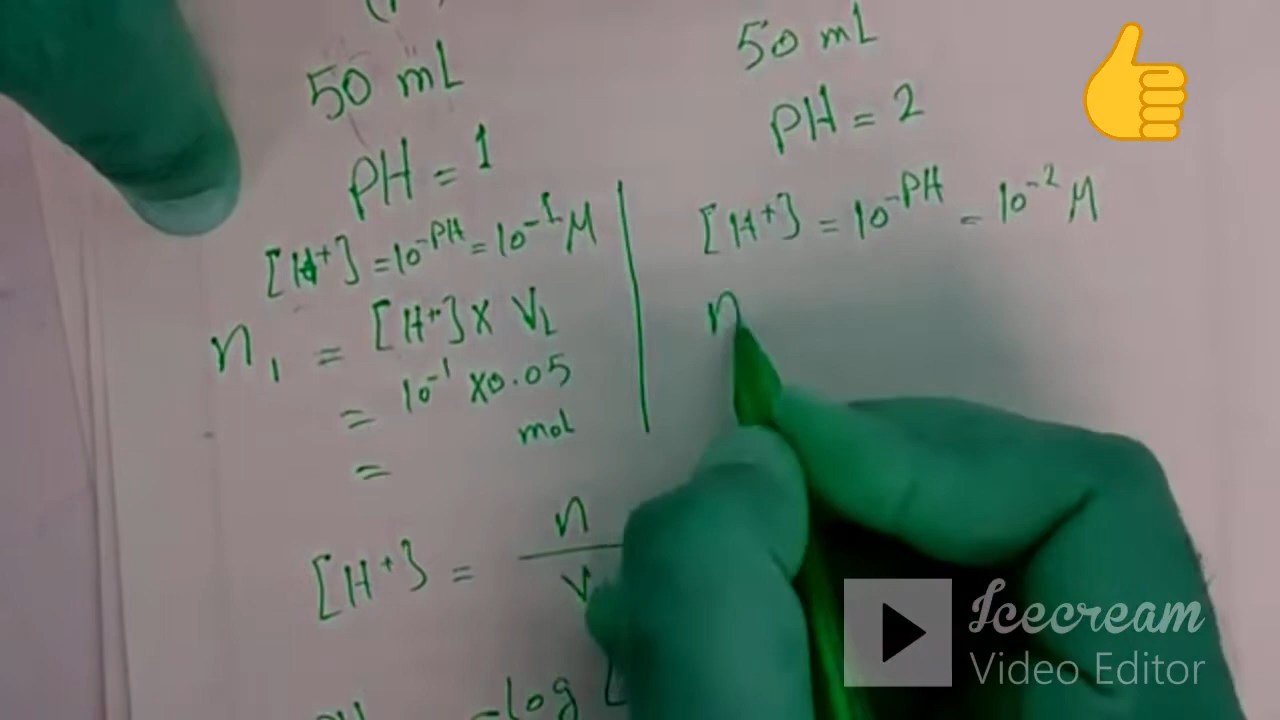 50 mL
PH = 1
[H+] = 10-PH = 10-1 M
n1 = [H+] x VL
= 10-1 x 0.05
mol
=
50 mL
PH = 2
[H+] = 10-PH = 10-2 M
n
[H+] = n
V
-log [
Icecream
Video Editor